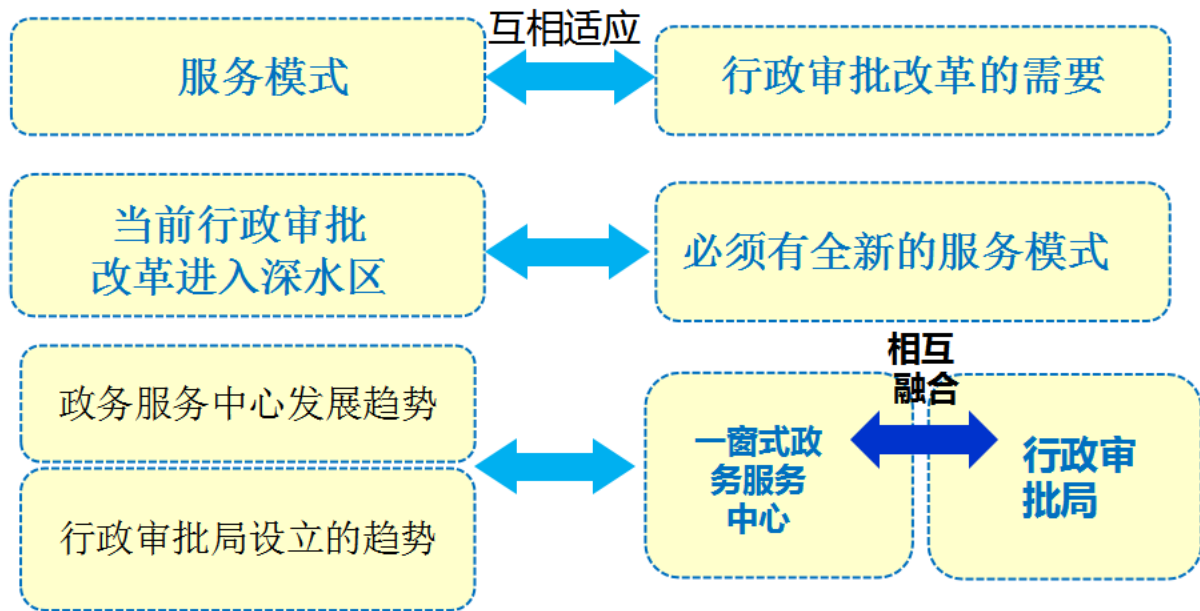 互相适应
服务模式
行政审批改革的需要
当前行政审批
改革进入深水区
必须有全新的服务模式
政务服务中心发展趋势
行政审批局设立的趋势
相互
融合
一窗式政
务服务
中心
行政审
批局